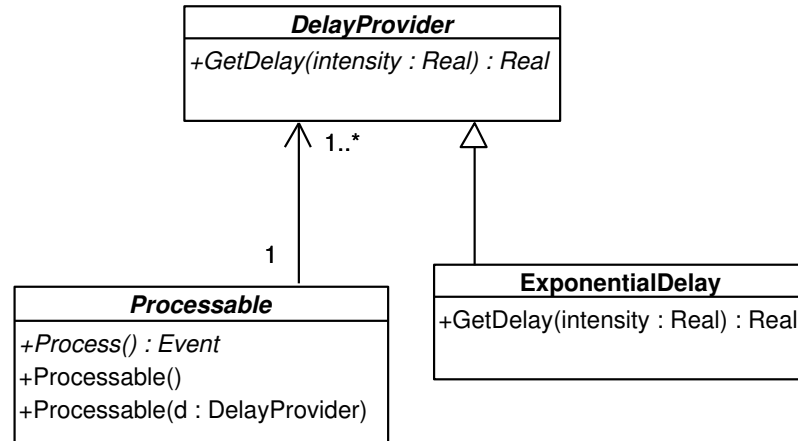 DelayProvider
+GetDelay(intensity : Real) : Real
1..*
1
Processable
+Process() : Event
+Processable()
+Processable(d : DelayProvider)
ExponentialDelay
+GetDelay(intensity : Real) : Real